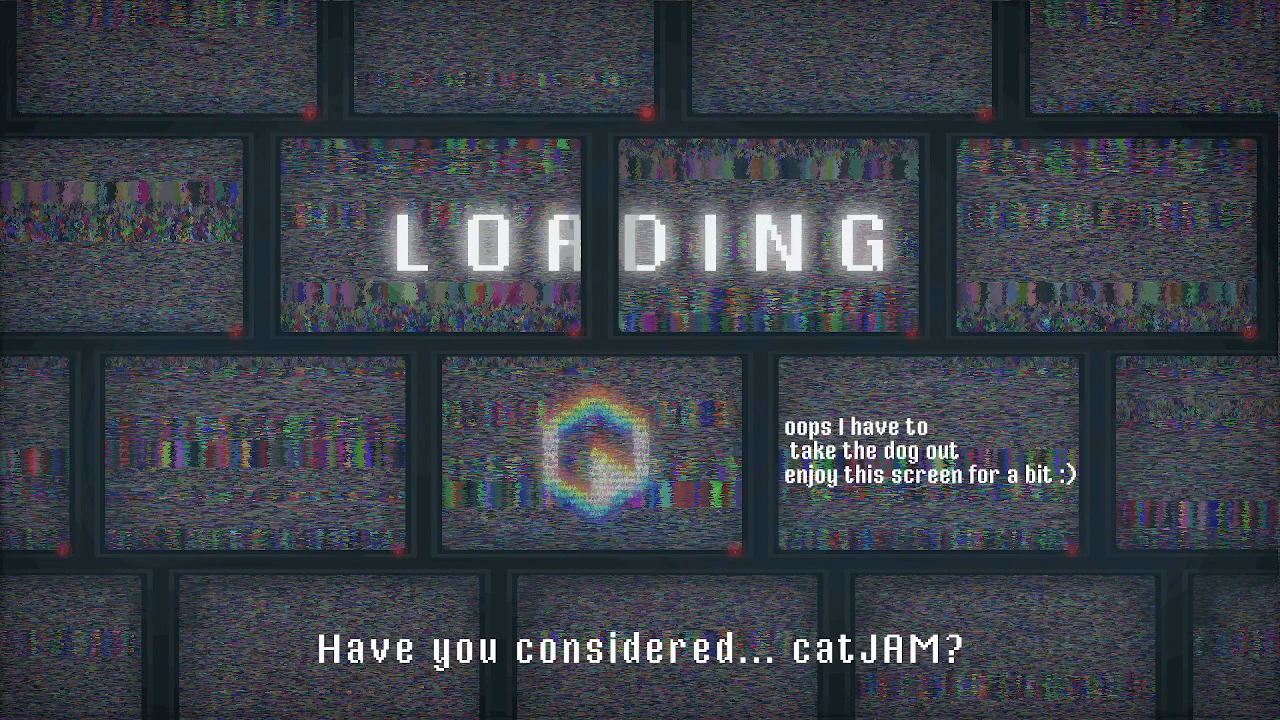 LOADING
oops I have to
take the dog out
enjoy this screen for a bit :)
Have you considered... catJAM?